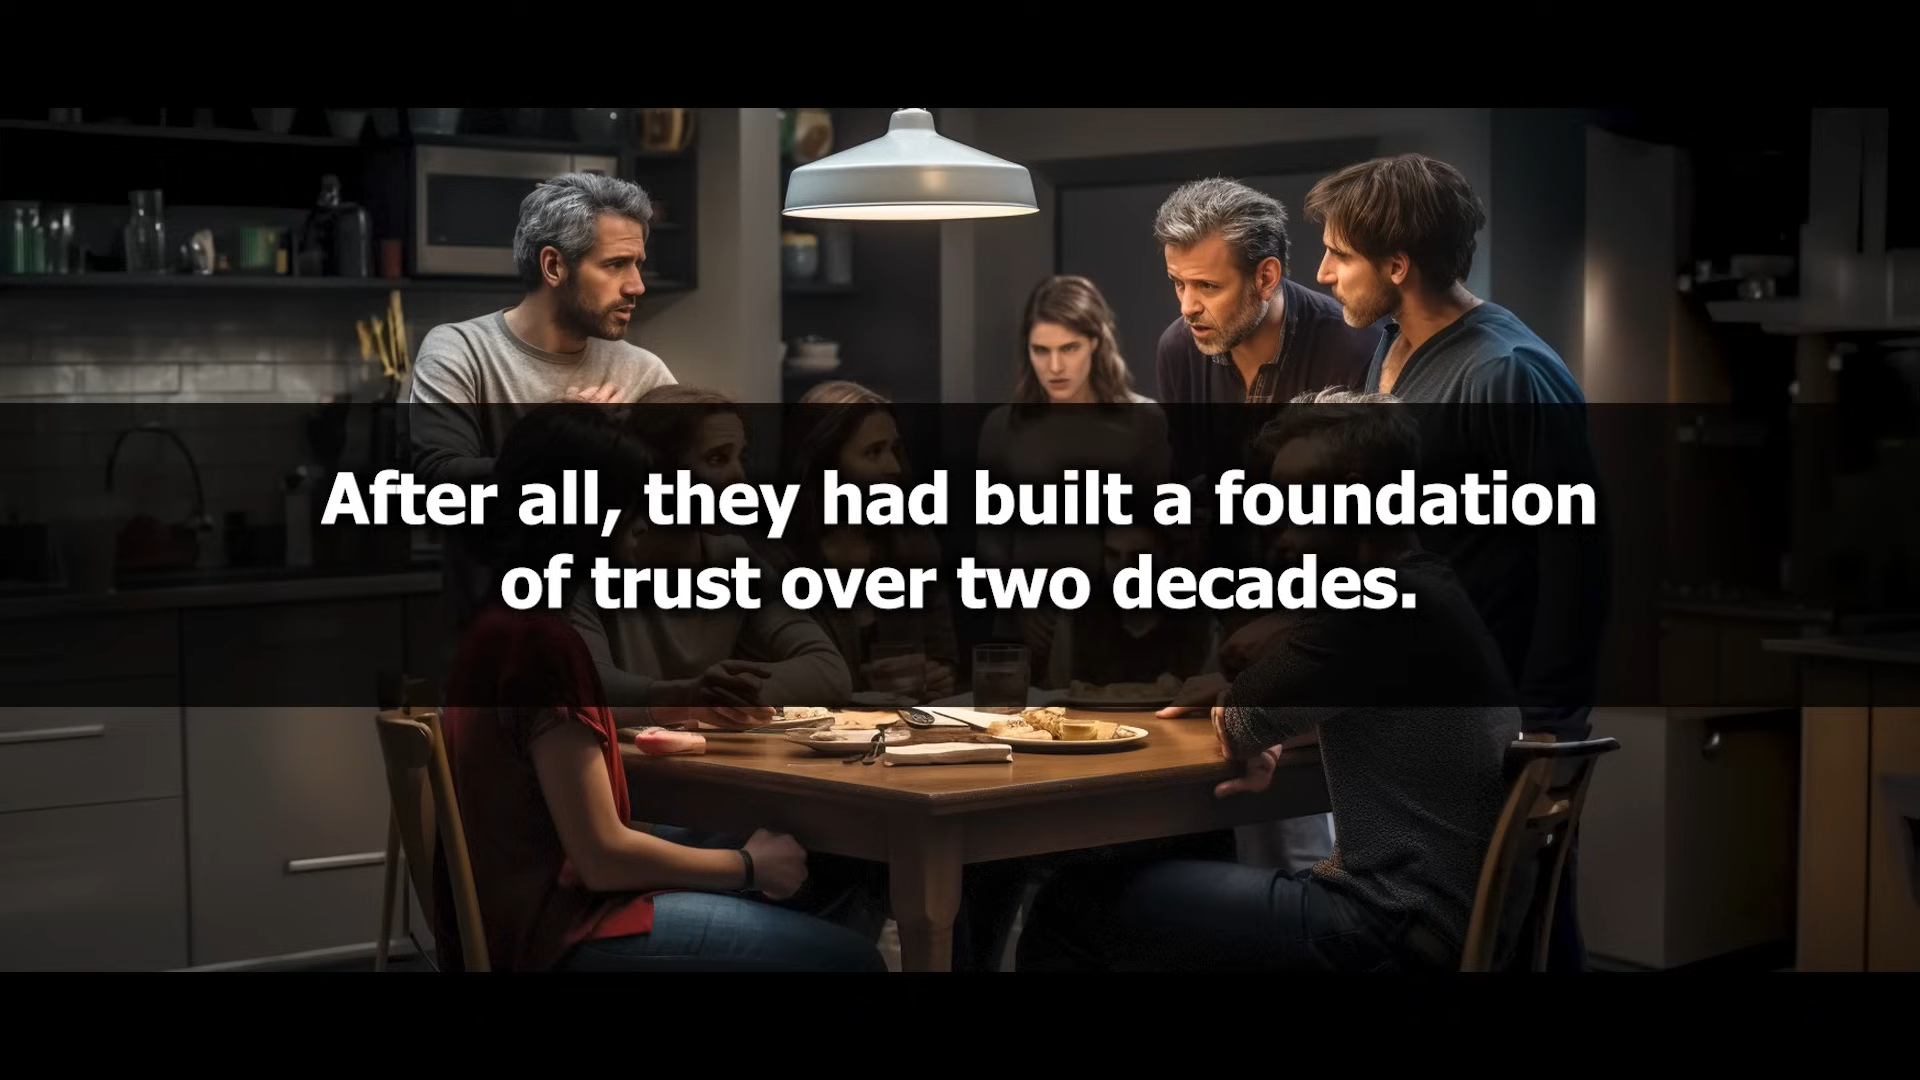 After all, they had built a foundation
of trust over two decades.